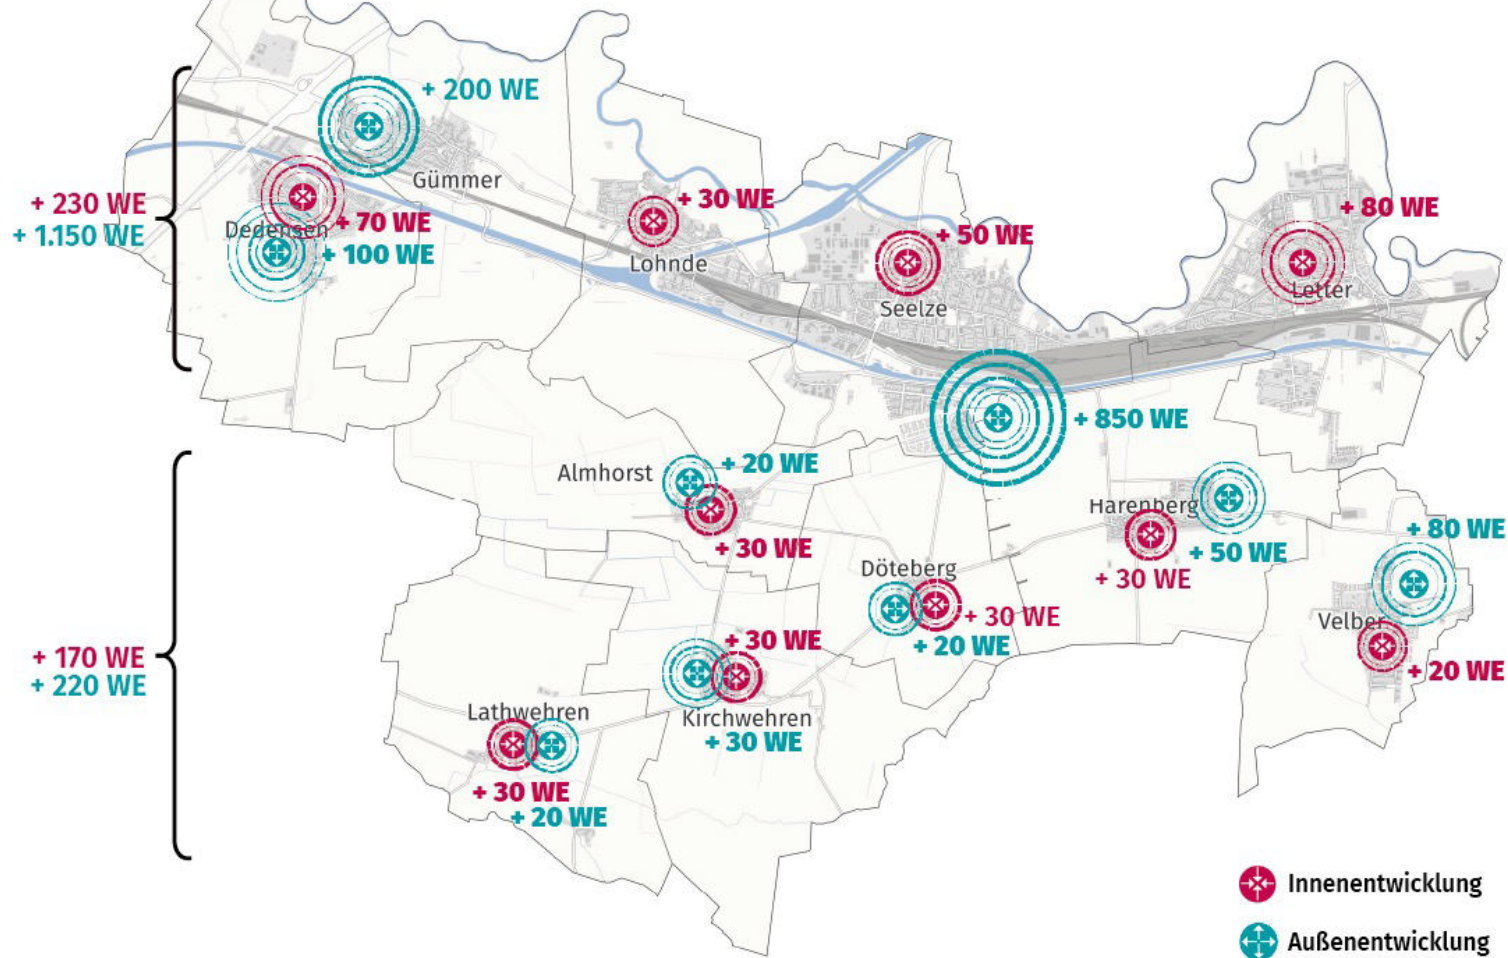 + 200 WE
Gümmer
+ 230 WE
+ 1.150 WE
+ 70 WE
Dedensen
+ 100 WE
+ 30 WE
Lohnde
+ 50 WE
Seelze
+ 80 WE
Letter
+ 850 WE
Almhorst
+ 20 WE
+ 30 WE
Harenberg
+ 50 WE
+ 30 WE
+ 80 WE
Velber
+ 20 WE
Döteberg
+ 30 WE
+ 20 WE
+ 170 WE
+ 220 WE
+ 30 WE
Kirchwehren
+ 30 WE
Lathwehren
+ 30 WE
+ 20 WE
Innenentwicklung
Außenentwicklung